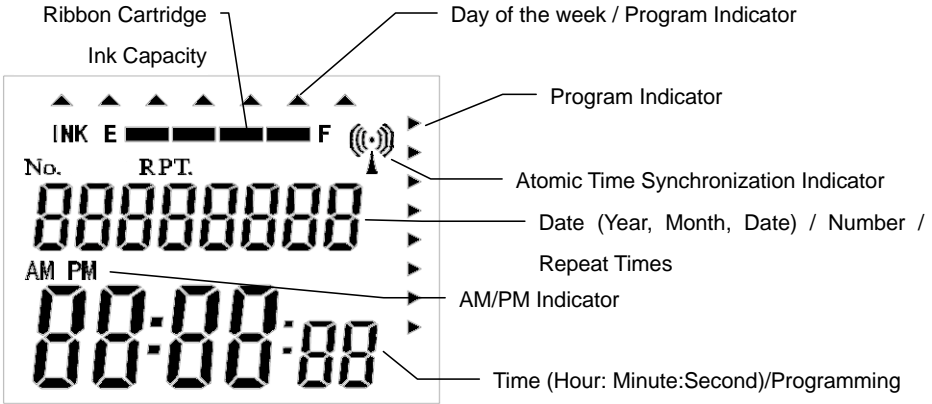 Ribbon Cartridge
Ink Capacity
Day of the week / Program Indicator
Program Indicator
INK E F
No. RPT.
Atomic Time Synchronization Indicator
88888888
Date (Year, Month, Date) / Number /
Repeat Times
AM PM
AM/PM Indicator
88:88:88
Time (Hour: Minute:Second)/Programming